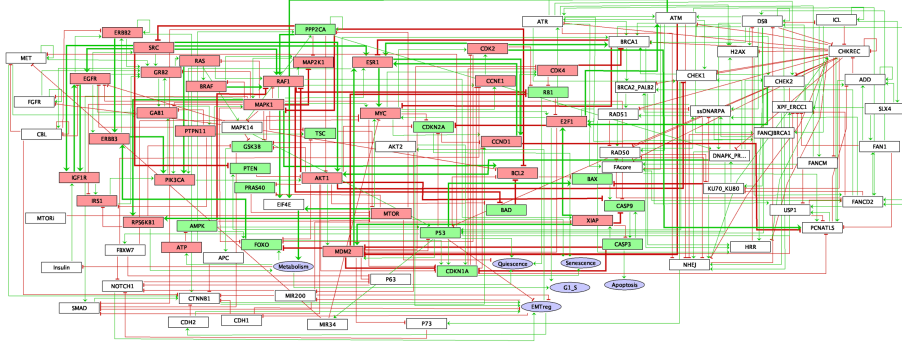 ATR
ATM
DSB
ICL
ERBB2
PPP2CA
BRCA1
SRC
CDK2
H2AX
CHKREC
MET
RAS
MAP2K1
ESR1
GRB2
CDK4
CHEK1
CHEK2
ADD
EGFR
RAF1
CCNE1
BRAF
RB1
BRCA2_PALB2
FGFR
MAPK1
SLX4
GAB1
MYC
RAD51
ssDNARPA
XPF_ERCC1
PTPN11
MAPK14
CDKN2A
E2F1
CBL
TSC
FANCJBRCA1
ERBB3
GSK3B
AKT2
CCND1
FAN1
RAD50
DNAPK_PR...
FANCM
PTEN
FAcore
IGF1R
PIK3CA
AKT1
BCL2
BAX
PRAS40
KU70_KU80
IRS1
EIF4E
FANCD2
MTORi
RPS6KB1
MTOR
BAD
CASP9
USP1
AMPK
P53
XIAP
PCNATLS
FBXW7
ATP
FOXO
MDM2
CASP3
HRR
APC
Insulin
Metabolism
CDKN1A
Quiescence
Senescence
NHEJ
NOTCH1
P63
G1_S
Apoptosis
SMAD
CTNNB1
MIR200
EMTreg
CDH2
CDH1
MIR34
P73